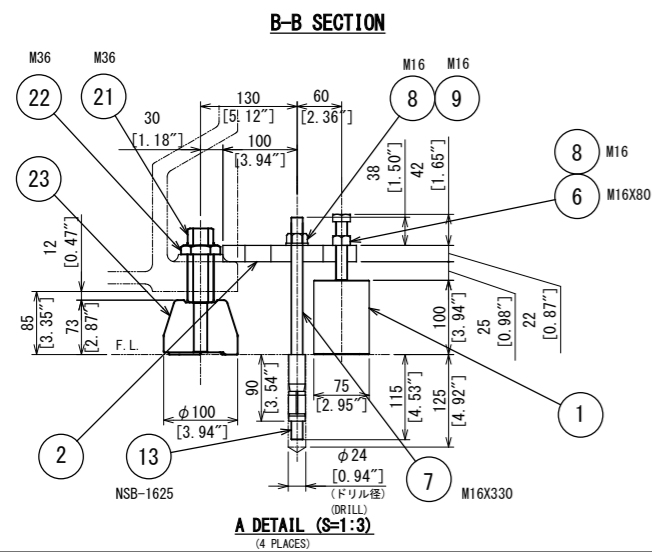 B-B SECTION
M36
M36
M16
M16
22
21
130
60
8
9
[5.12"]
[2.36"]
30
[1.18"]
100
[3.94"]
38
[1.50"]
42
[1.65"]
8
M16
6
M16X80
23
12
[0.47"]
85
[3.35"]
73
[2.87"]
F.L.
100
[3.94"]
25
[0.98"]
22
[0.87"]
90
[3.54"]
75
[2.95"]
115
[4.53"]
125
[4.92"]
1
φ100
[3.94"]
2
13
NSB-1625
φ24
[0.94"]
(ドリル径)
(DRILL)
7
M16X330
A DETAIL (S=1:3)
(4 PLACES)